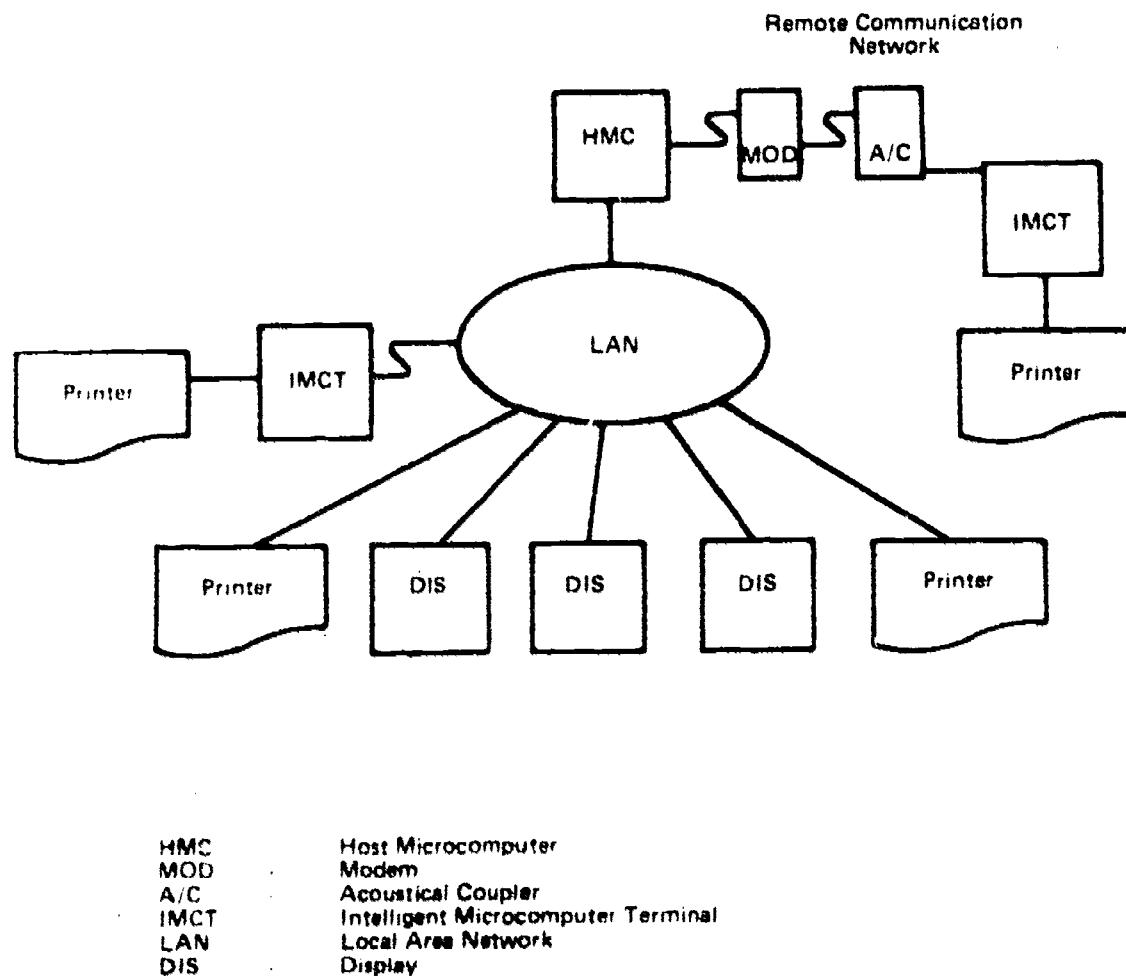 Remote Communication
Network
HMC
MOD
A/C
IMCT
LAN
Printer
IMCT
Printer
Printer
DIS
DIS
DIS
Printer
HMC Host Microcomputer
MOD Modem
A/C Acoustical Coupler
IMCT Intelligent Microcomputer Terminal
LAN Local Area Network
DIS Display